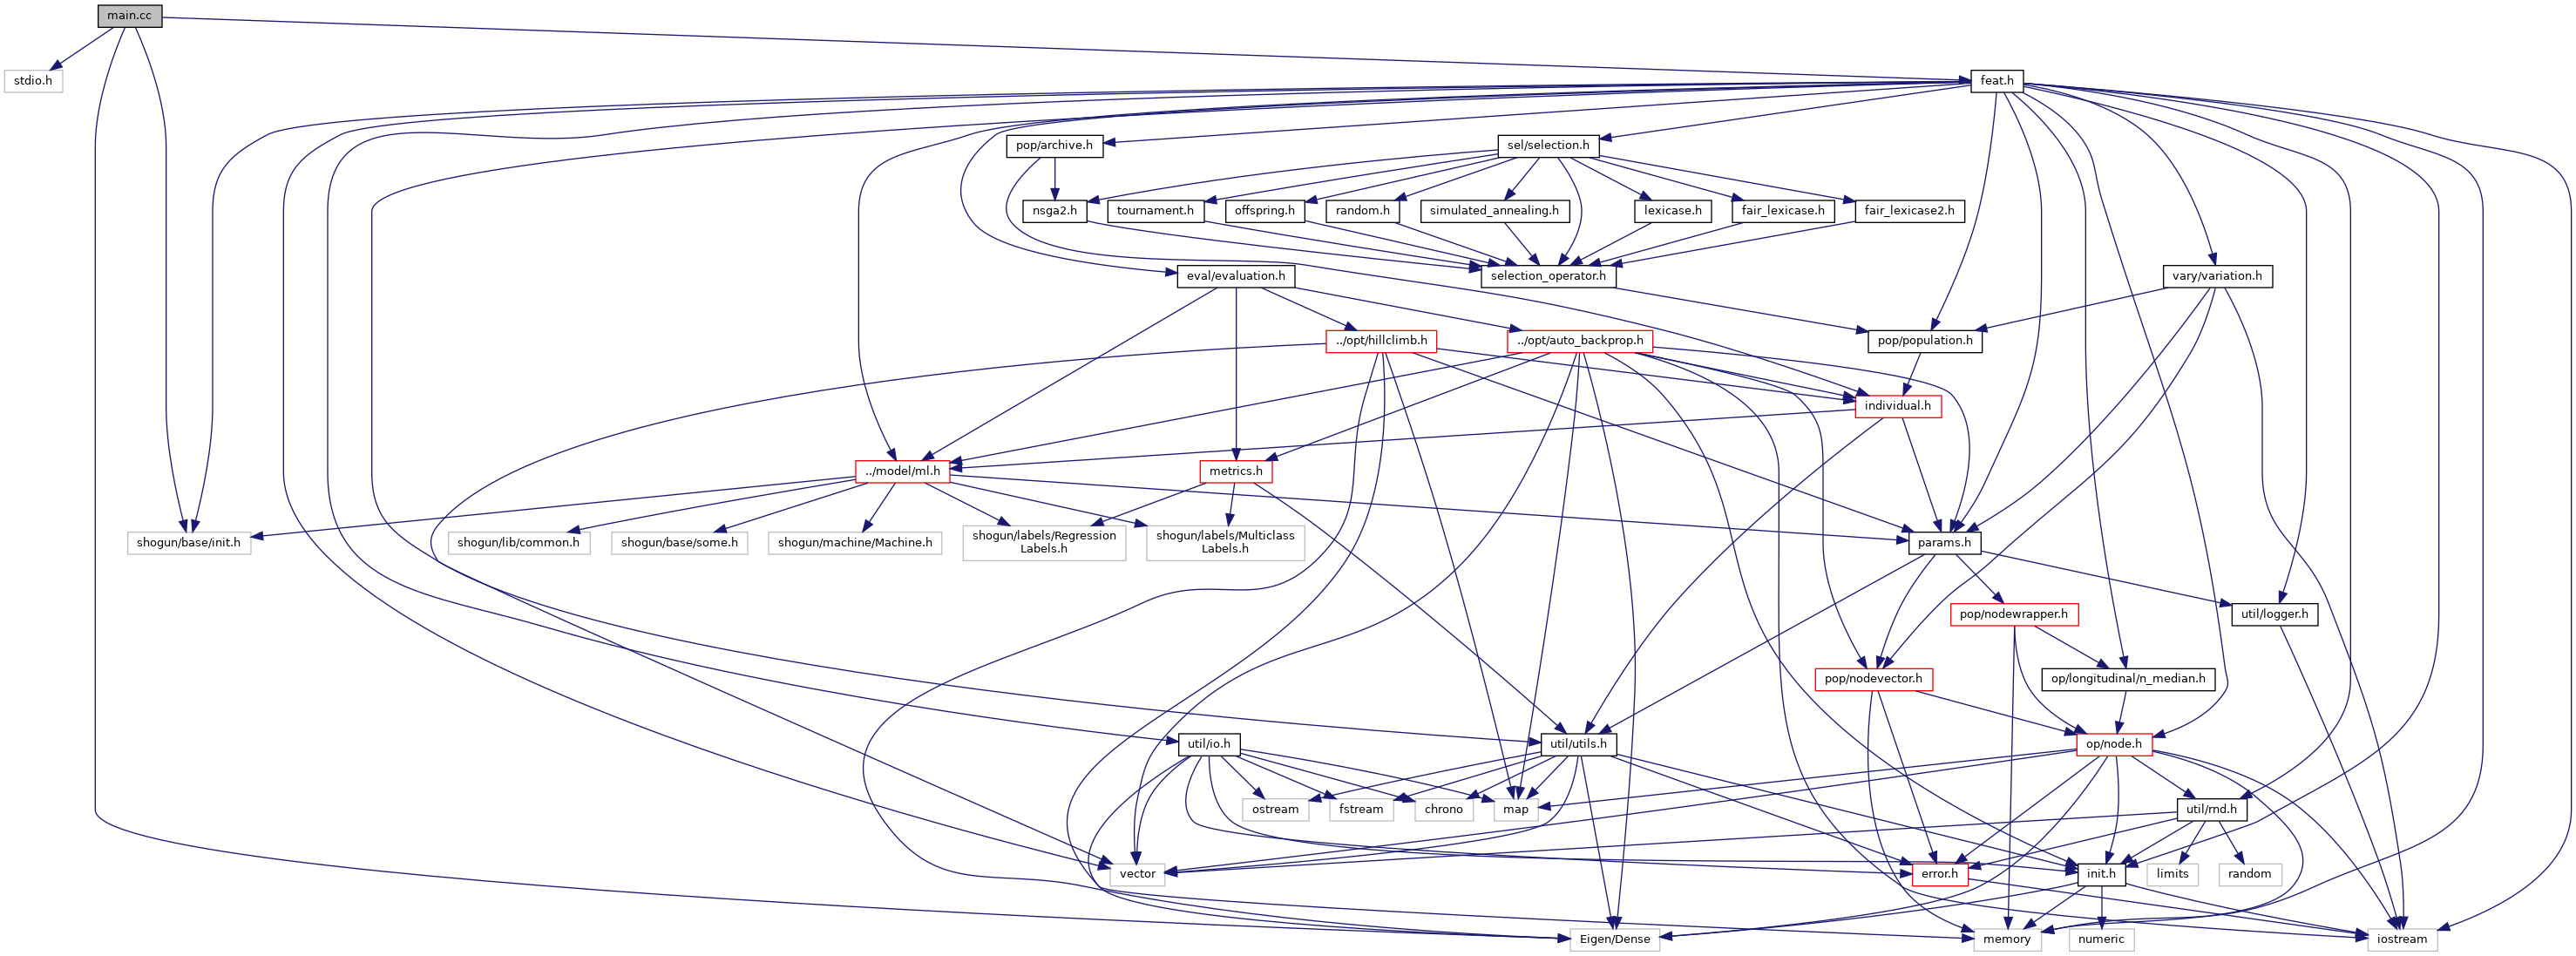 main.cc
stdio.h
feat.h
pop/archive.h
sel/selection.h
nsga2.h
tournament.h
offspring.h
random.h
simulated_annealing.h
lexicase.h
fair_lexicase.h
fair_lexicase2.h
eval/evaluation.h
selection_operator.h
vary/variation.h
../opt/hillclimb.h
../opt/auto_backprop.h
pop/population.h
individual.h
../model/ml.h
metrics.h
shogun/base/init.h
shogun/lib/common.h
shogun/base/some.h
shogun/machine/Machine.h
shogun/labels/Regression
Labels.h
shogun/labels/Multiclass
Labels.h
params.h
pop/nodewrapper.h
util/logger.h
pop/nodevector.h
op/longitudinal/n_median.h
util/io.h
util/utils.h
op/node.h
ostream
fstream
chrono
map
util/rnd.h
vector
error.h
init.h
limits
random
Eigen/Dense
memory
numeric
iostream